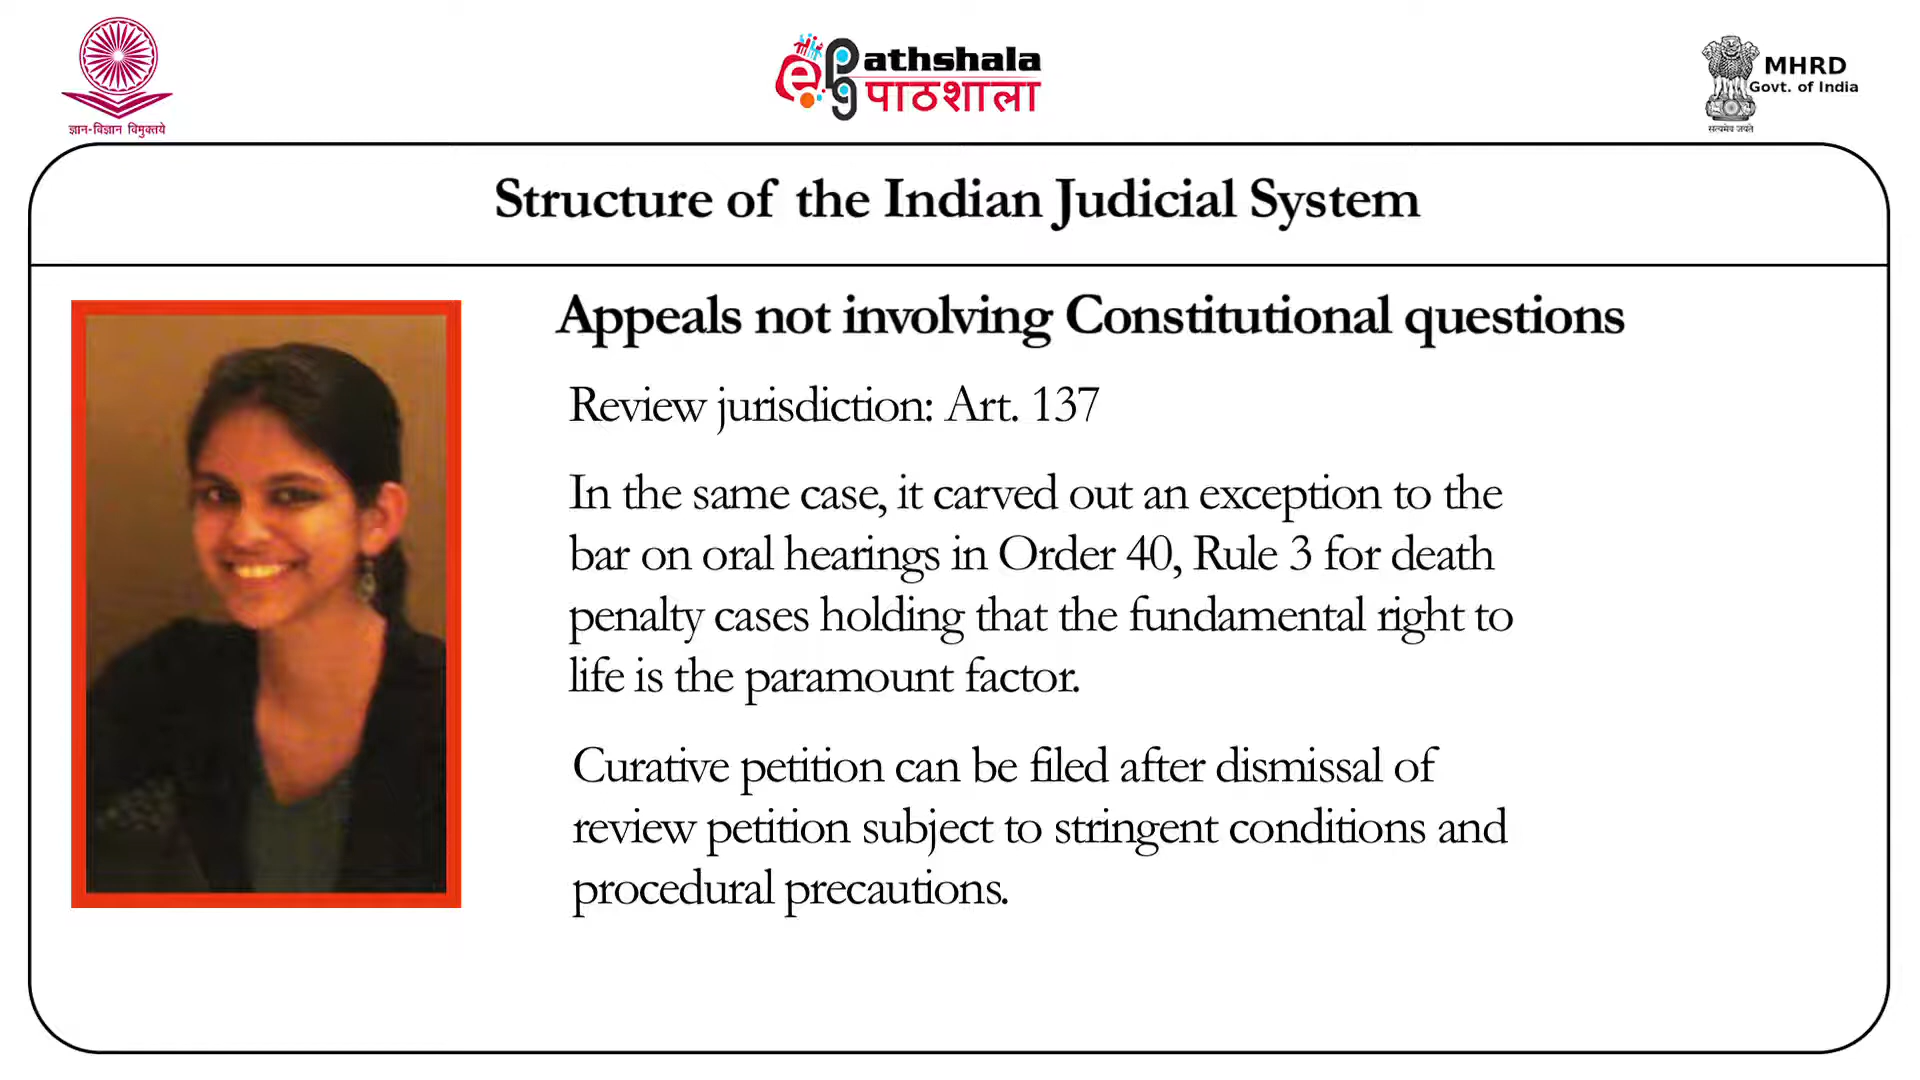 ज्ञान-विज्ञान विमुक्तये
ePG athshala
पाठशाला
MHRD
Govt. of India
सत्यमेव जयते
Structure of the Indian Judicial System
Appeals not involving Constitutional questions
Review jurisdiction: Art. 137
In the same case, it carved out an exception to the
bar on oral hearings in Order 40, Rule 3 for death
penalty cases holding that the fundamental right to
life is the paramount factor.
Curative petition can be filed after dismissal of
review petition subject to stringent conditions and
procedural precautions.